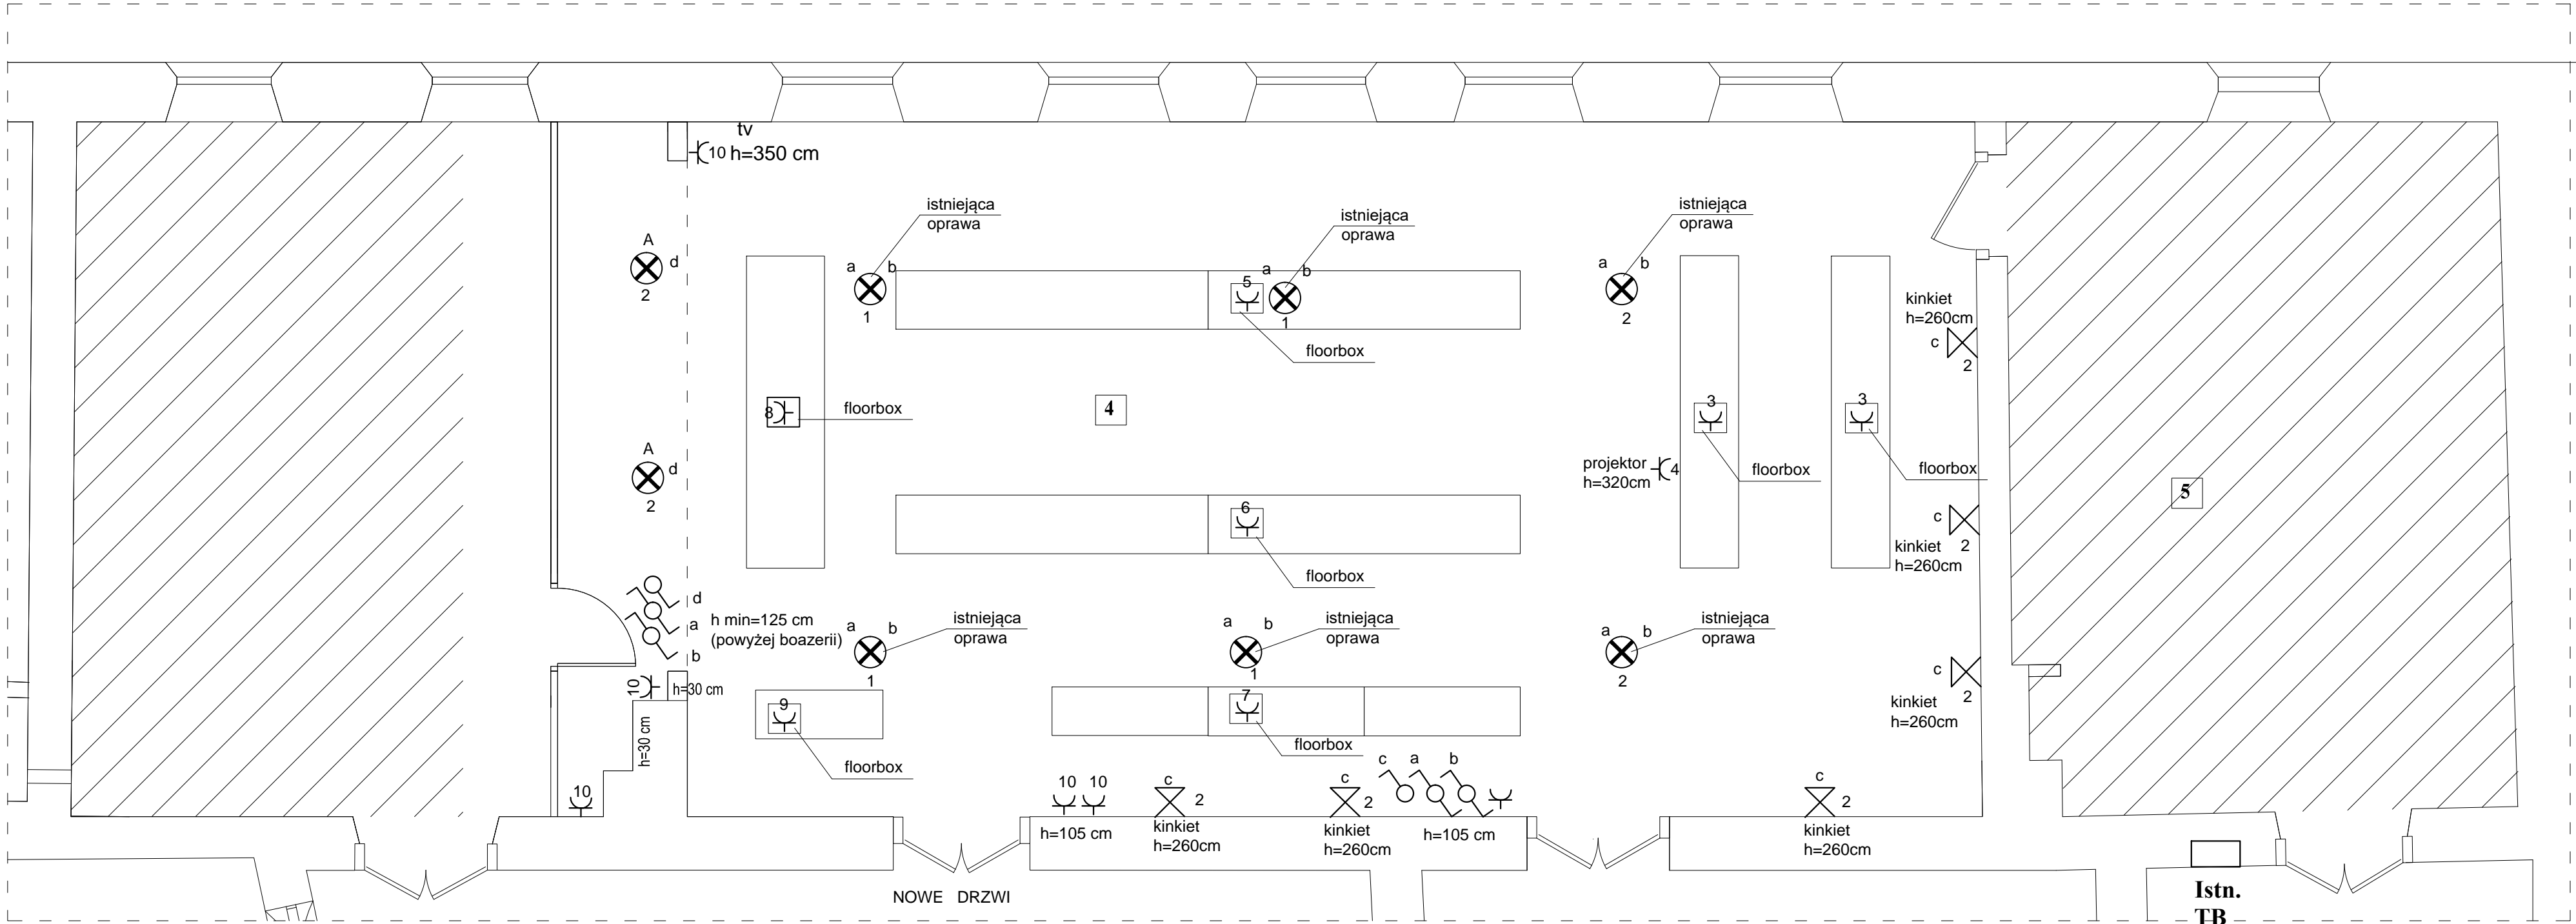 tv
10 h=350 cm
istniejąca
oprawa
istniejąca
oprawa
istniejąca
oprawa
A
d
2
a b
1
5
a b
1
floorbox
a b
2
kinkiet
h=260cm
c
2
8
floorbox
4
3
floorbox
3
floorbox
projektor
h=320cm
4
A
d
2
6
floorbox
c
2
kinkiet
h=260cm
5
d
a
b
h min=125 cm
(powyżej boazerii)
a b
1
istniejąca
oprawa
a b
1
istniejąca
oprawa
a b
2
istniejąca
oprawa
c
2
kinkiet
h=260cm
10
h=30 cm
h=30 cm
10
9
floorbox
7
floorbox
10 10
h=105 cm
c
2
kinkiet
h=260cm
c
2
kinkiet
h=260cm
c a b
h=105 cm
c
2
kinkiet
h=260cm
NOWE DRZWI
Istn.
TB